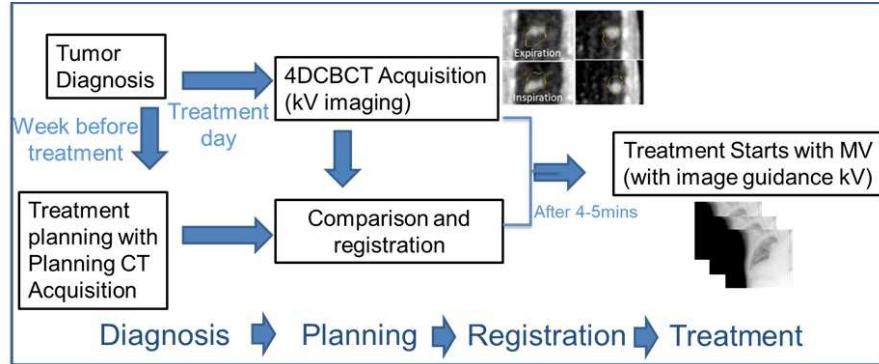 Tumor
Diagnosis
Week before
treatment
Treatment
day
4DCBCT Acquisition
(kV imaging)
Expiration
Inspiration
Treatment
planning with
Planning CT
Acquisition
Comparison and
registration
After 4-5mins
Treatment Starts with MV
(with image guidance kV)
Diagnosis Planning Registration Treatment